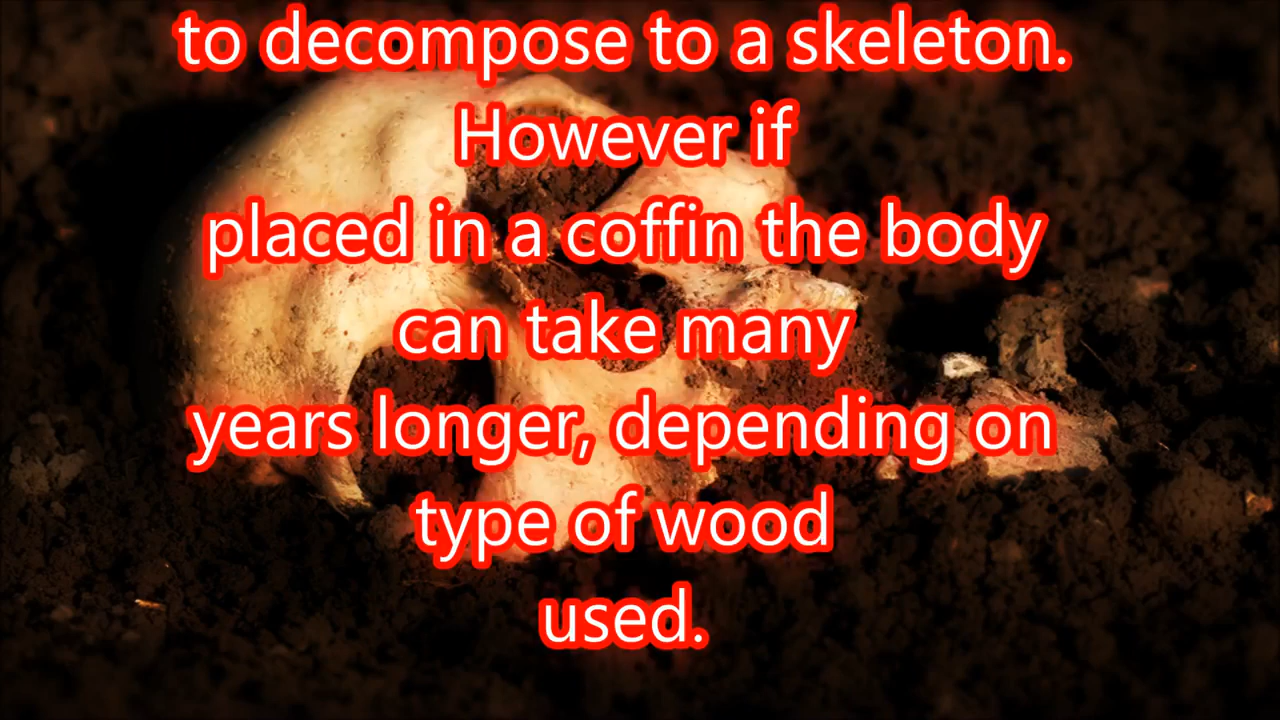 to decompose to a skeleton.
However if
placed in a coffin the body
can take many
years longer, depending on
type of wood
used.